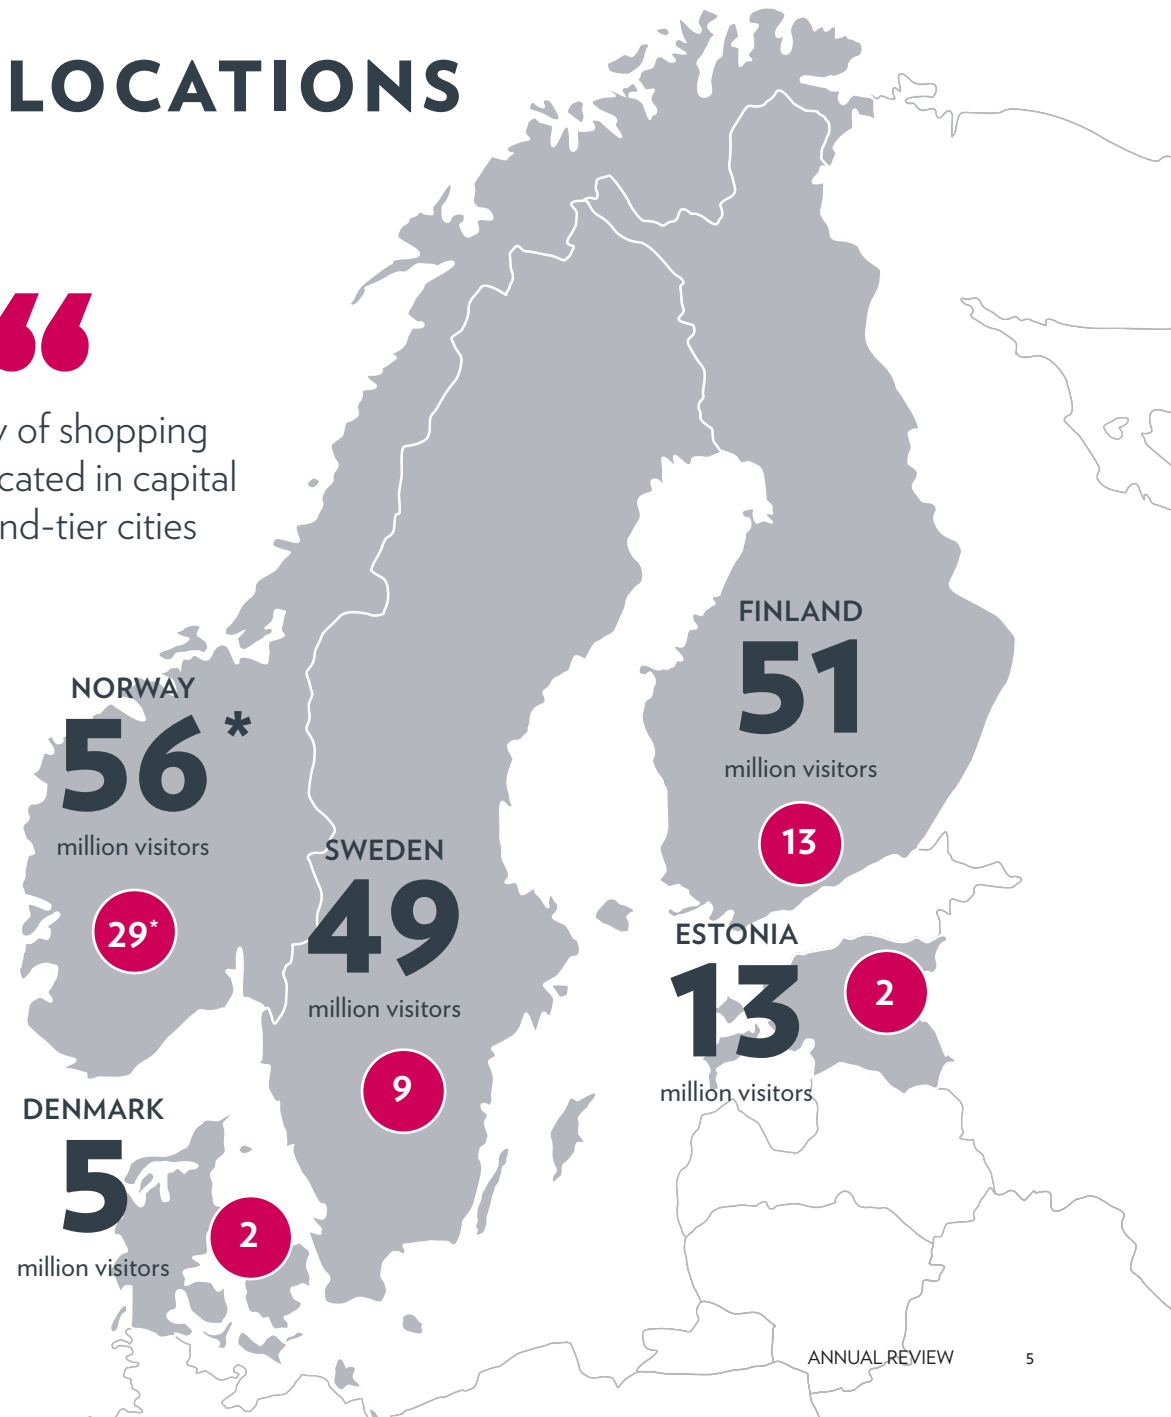 LOCATIONS
“
y of shopping
cated in capital
nd-tier cities
FINLAND
51
million visitors
13
NORWAY
56*
million visitors
29*
SWEDEN
49
million visitors
9
ESTONIA
13
million visitors
2
DENMARK
5
million visitors
2
ANNUAL REVIEW 5